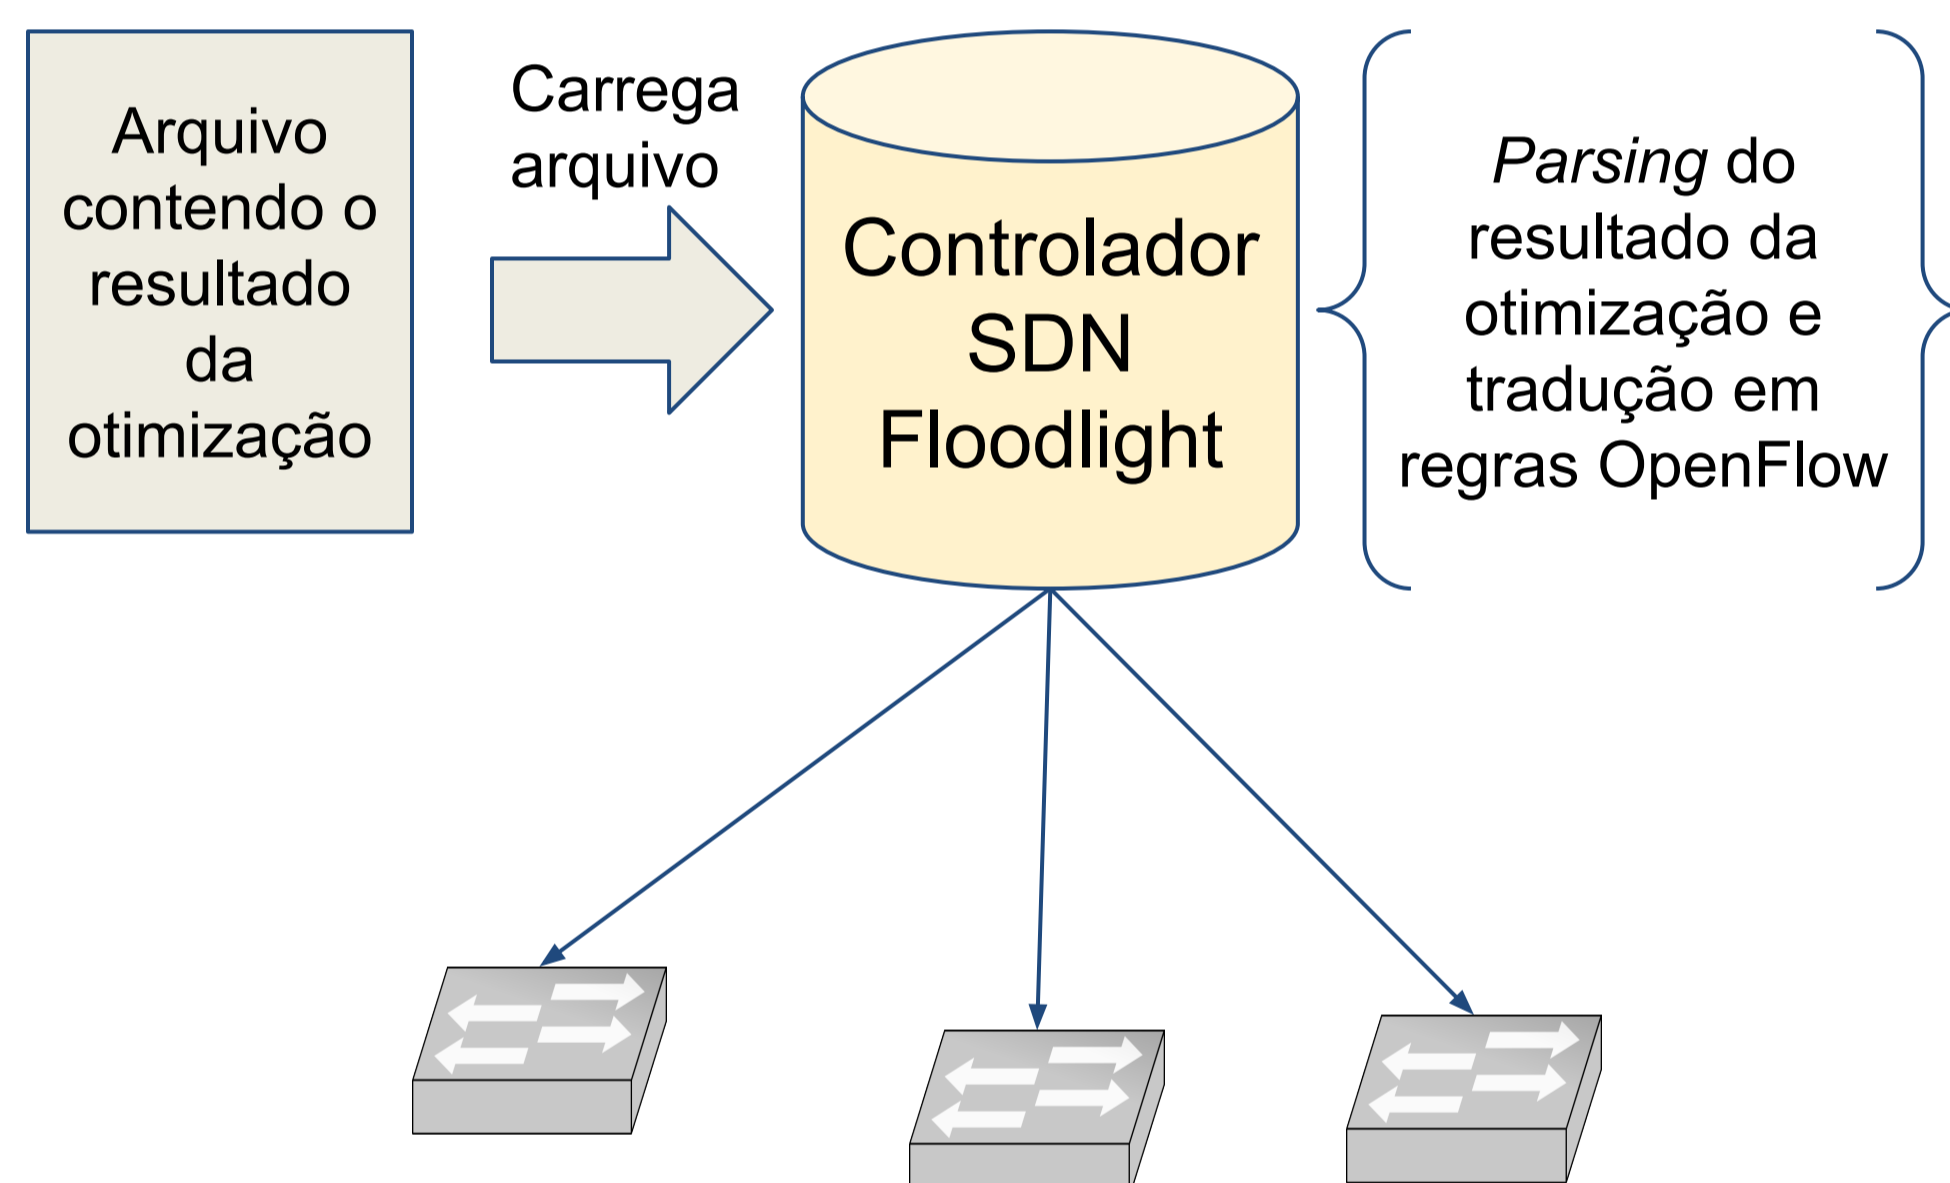 Arquivo
contendo o
resultado
da
otimização
Carrega
arquivo
Controlador
SDN
Floodlight
Parsing do
resultado da
otimização e
tradução em
regras OpenFlow